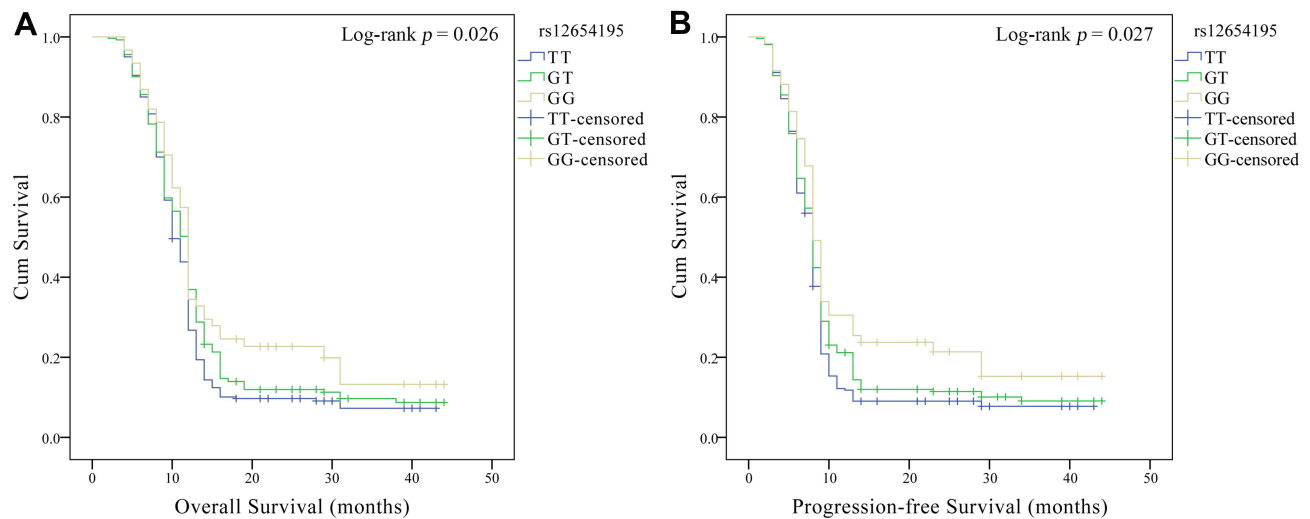 A
Log-rank p = 0.026
rs12654195
TT
GT
GG
TT-censored
GT-censored
GG-censored
Cum Survival
1.0
0.8
0.6
0.4
0.2
0.0
0 10 20 30 40 50
Overall Survival (months)
B
Log-rank p = 0.027
rs12654195
TT
GT
GG
TT-censored
GT-censored
GG-censored
Cum Survival
1.0
0.8
0.6
0.4
0.2
0.0
0 10 20 30 40 50
Progression-free Survival (months)